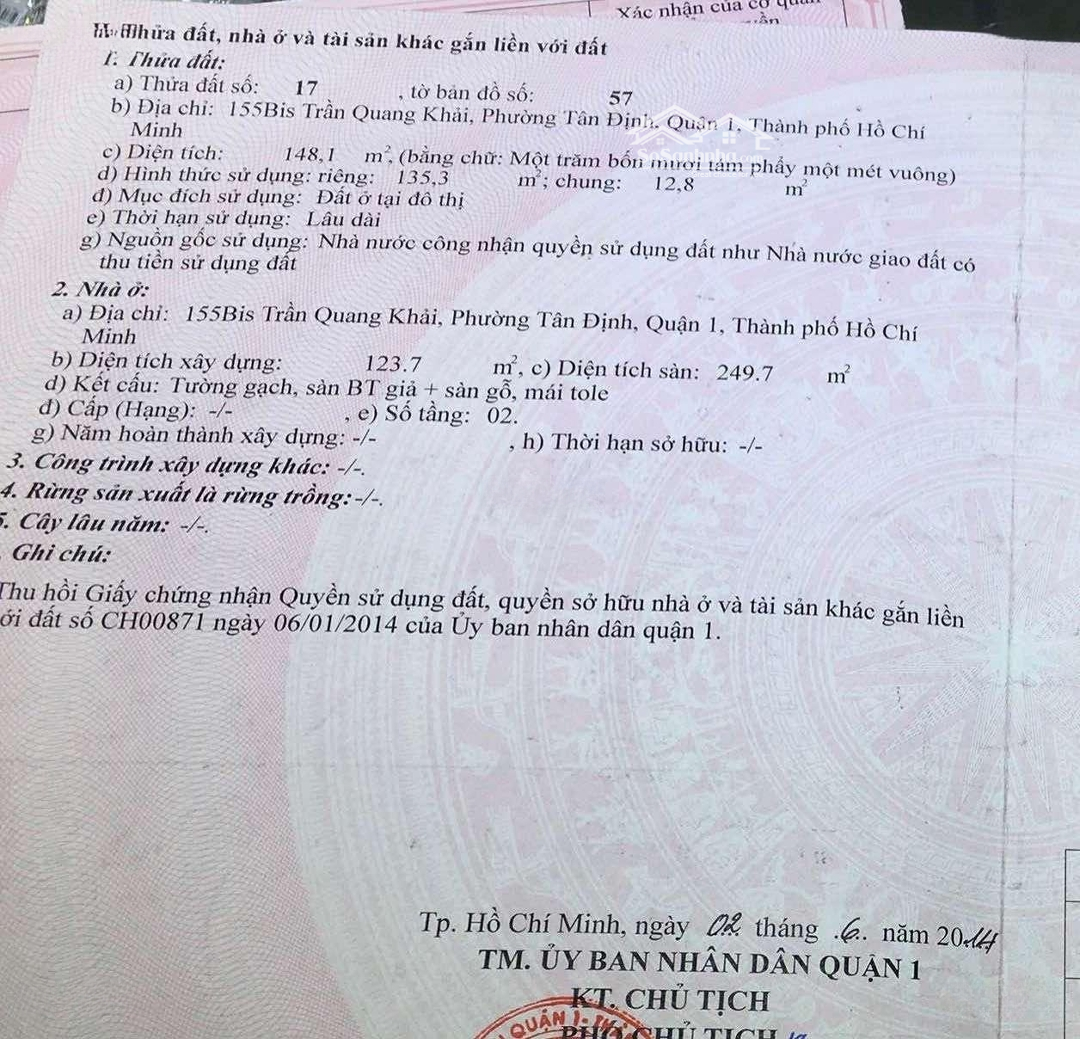 Xác nhận của cơ quan
II. Thửa đất, nhà ở và tài sản khác gắn liền với đất
1. Thửa đất:
a) Thửa đất số: 17 , tờ bản đồ số: 57
b) Địa chỉ: 155Bis Trần Quang Khải, Phường Tân Định, Quận 1, Thành phố Hồ Chí
Minh
c) Diện tích: 148,1 m², (bằng chữ: Một trăm bốn mươi tám phẩy một mét vuông)
d) Hình thức sử dụng: riêng: 135,3 m²; chung: 12,8 m²
đ) Mục đích sử dụng: Đất ở tại đô thị
e) Thời hạn sử dụng: Lâu dài
g) Nguồn gốc sử dụng: Nhà nước công nhận quyền sử dụng đất như Nhà nước giao đất có
thu tiền sử dụng đất
2. Nhà ở:
a) Địa chỉ: 155Bis Trần Quang Khải, Phường Tân Định, Quận 1, Thành phố Hồ Chí
Minh
b) Diện tích xây dựng: 123.7 m², c) Diện tích sàn: 249.7 m²
d) Kết cấu: Tường gạch, sàn BT giả + sàn gỗ, mái tole
đ) Cấp (Hạng): -/- , e) Số tầng: 02.
g) Năm hoàn thành xây dựng: -/- , h) Thời hạn sở hữu: -/-
3. Công trình xây dựng khác: -/-.
4. Rừng sản xuất là rừng trồng: -/-.
5. Cây lâu năm: -/-.
Ghi chú:
Thu hồi Giấy chứng nhận Quyền sử dụng đất, quyền sở hữu nhà ở và tài sản khác gắn liền
ới đất số CH00871 ngày 06/01/2014 của Ủy ban nhân dân quận 1.
Tp. Hồ Chí Minh, ngày 02 tháng .6.. năm 2014
TM. ỦY BAN NHÂN DÂN QUẬN 1
KT. CHỦ TỊCH
PHÓ CHỦ TỊCH
QUẬN 1